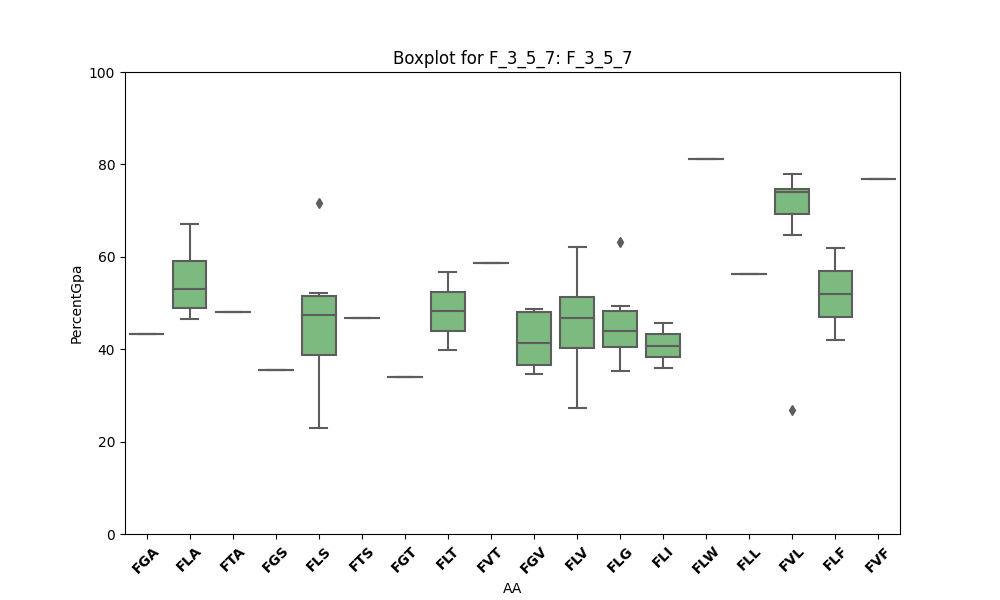 Boxplot for F_3_5_7: F_3_5_7
100
80
60
40
20
0
PercentGpa
FGA FLA FTA FGS FLS FTS FGT FLT FVT FGV FLV FLG FLI FLW FLL FVL FLF FVF
AA